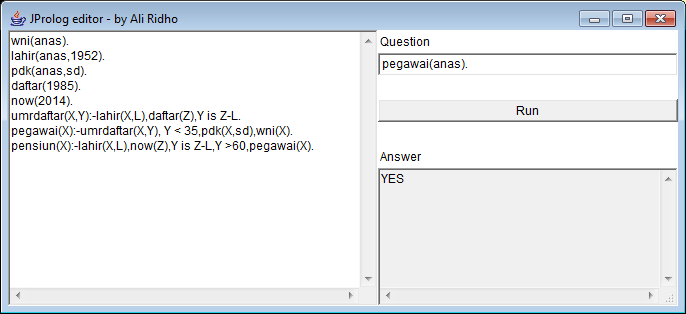 JProlog editor - by Ali Ridho
wni(anas).
lahir(anas,1952).
pdk(anas,sd).
daftar(1985).
now(2014).
umrdaftar(X,Y):-lahir(X,L),daftar(Z),Y is Z-L.
pegawai(X):-umrdaftar(X,Y), Y < 35,pdk(X,sd),wni(X).
pensiun(X):-lahir(X,L),now(Z),Y is Z-L,Y >60,pegawai(X).
Question
pegawai(anas).
Run
Answer
YES